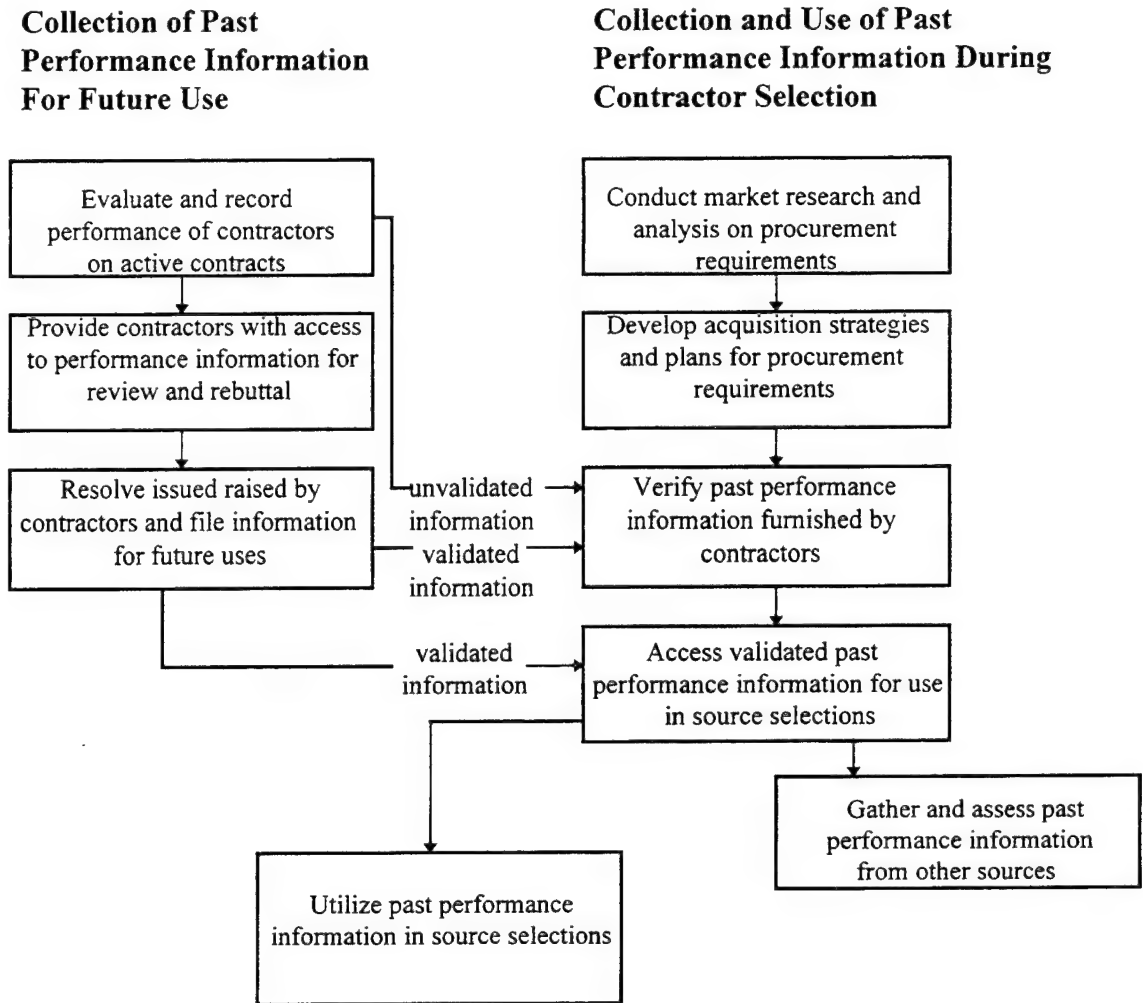 Collection of Past
Performance Information
For Future Use
Collection and Use of Past
Performance Information During
Contractor Selection
Evaluate and record
performance of contractors
on active contracts
Conduct market research and
analysis on procurement
requirements
Provide contractors with access
to performance information for
review and rebuttal
Develop acquisition strategies
and plans for procurement
requirements
Resolve issued raised by
contractors and file information
for future uses
unvalidated
information
validated
information
Verify past performance
information furnished by
contractors
validated
information
Access validated past
performance information for use
in source selections
Gather and assess past
performance information
from other sources
Utilize past performance
information in source selections